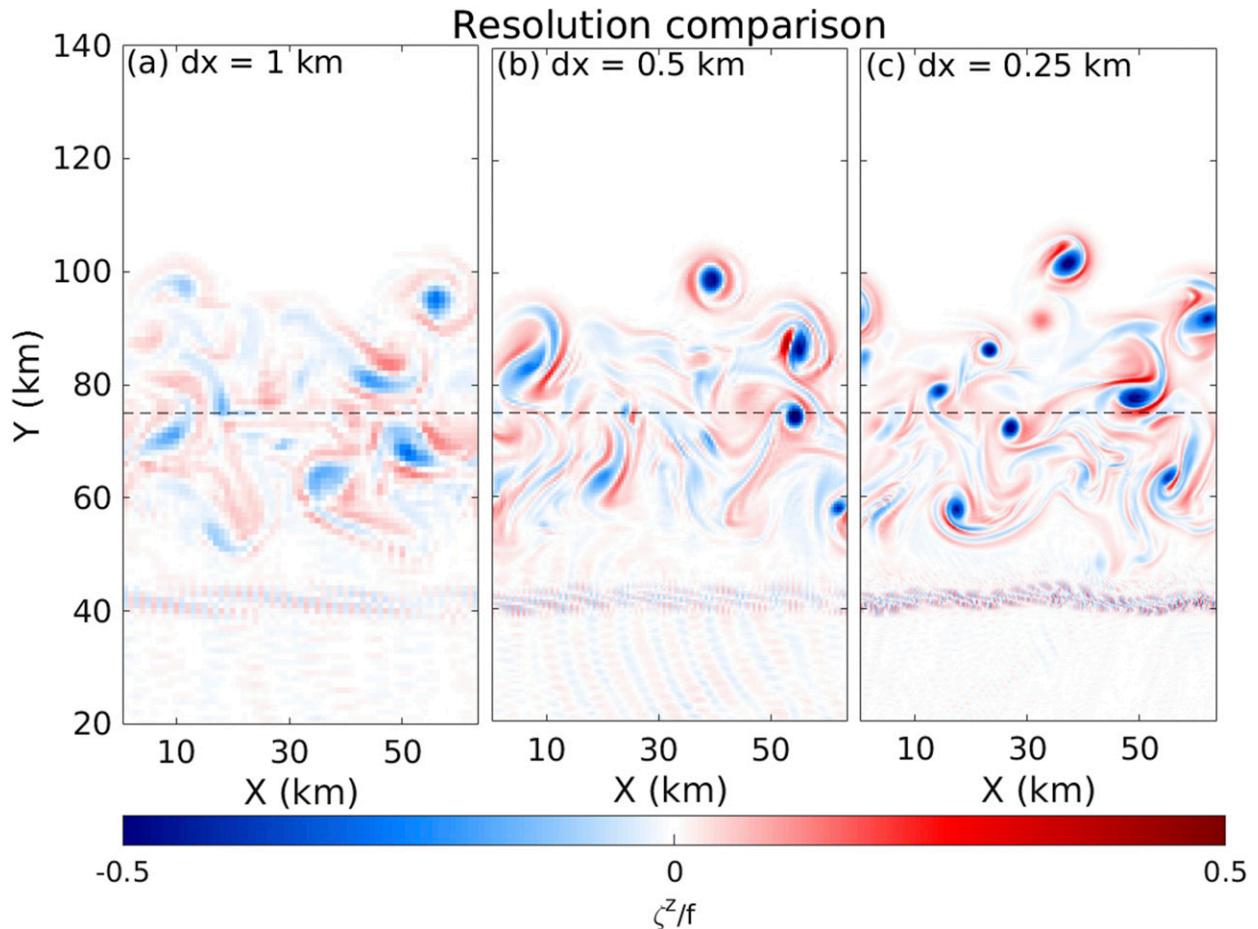 Resolution comparison
(a) dx = 1 km
(b) dx = 0.5 km
(c) dx = 0.25 km
140
120
100
80
60
40
20
Y (km)
10 30 50
10 30 50
10 30 50
X (km)
X (km)
X (km)
-0.5 0 0.5
ζᶻ/f